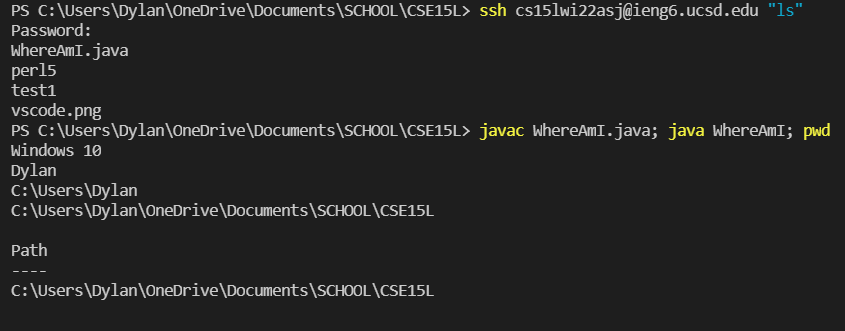 PS C:\Users\Dylan\OneDrive\Documents\SCHOOL\CSE15L> ssh cs15lwi22asj@ieng6.ucsd.edu "ls"
Password:
WhereAmI.java
perl5
test1
vscode.png
PS C:\Users\Dylan\OneDrive\Documents\SCHOOL\CSE15L> javac WhereAmI.java; java WhereAmI; pwd
Windows 10
Dylan
C:\Users\Dylan
C:\Users\Dylan\OneDrive\Documents\SCHOOL\CSE15L
Path
----
C:\Users\Dylan\OneDrive\Documents\SCHOOL\CSE15L